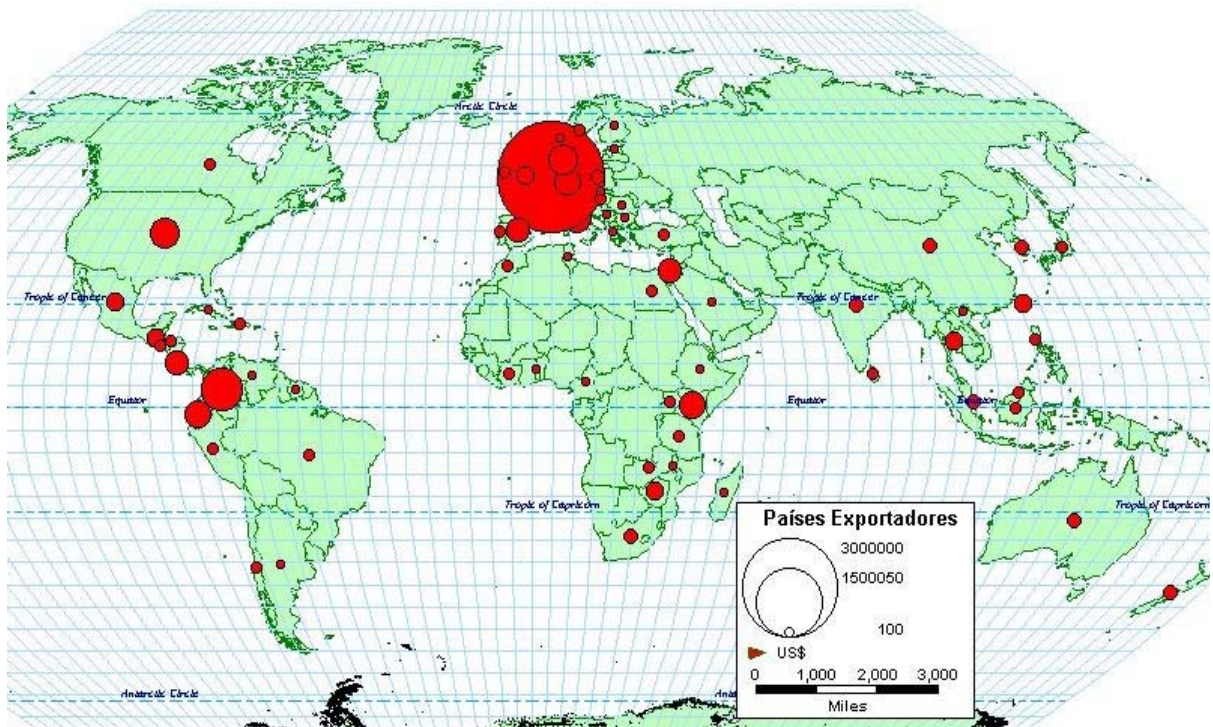 Arctic Circle
Tropic of Cancer
Tropic of Cancer
Equator
Equator
Equator
Tropic of Capricorn
Tropic of Capricorn
Países Exportadores
3000000
1500050
100
US$
0 1,000 2,000 3,000
Miles
Antarctic Circle